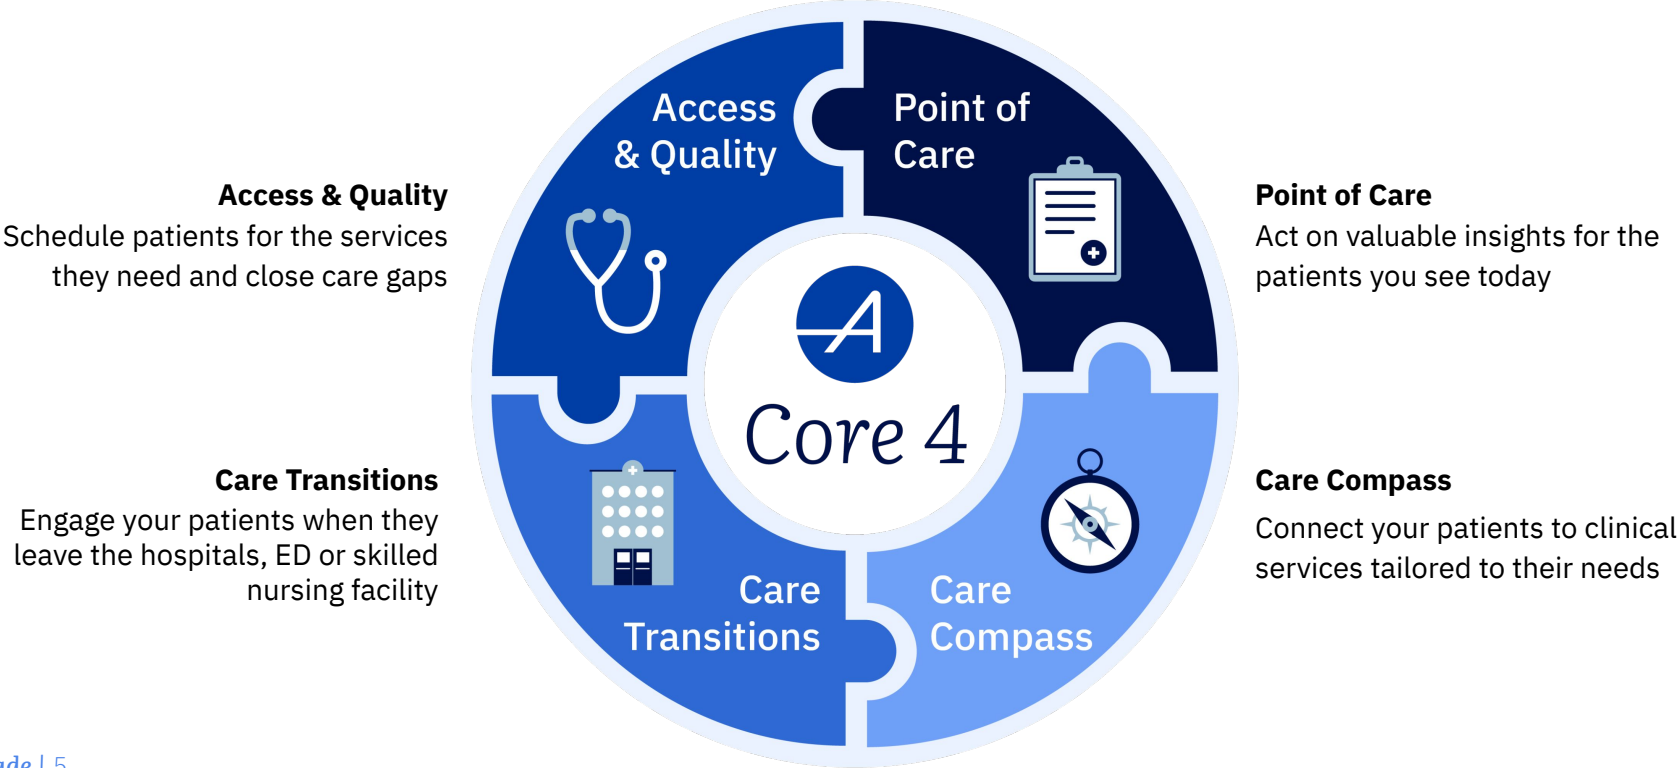 Access
& Quality
Point of
Care
Access & Quality
Schedule patients for the services
they need and close care gaps
Point of Care
Act on valuable insights for the
patients you see today
A
Core 4
Care Transitions
Engage your patients when they
leave the hospitals, ED or skilled
nursing facility
Care Compass
Connect your patients to clinical
services tailored to their needs
Care
Transitions
Care
Compass
| 5